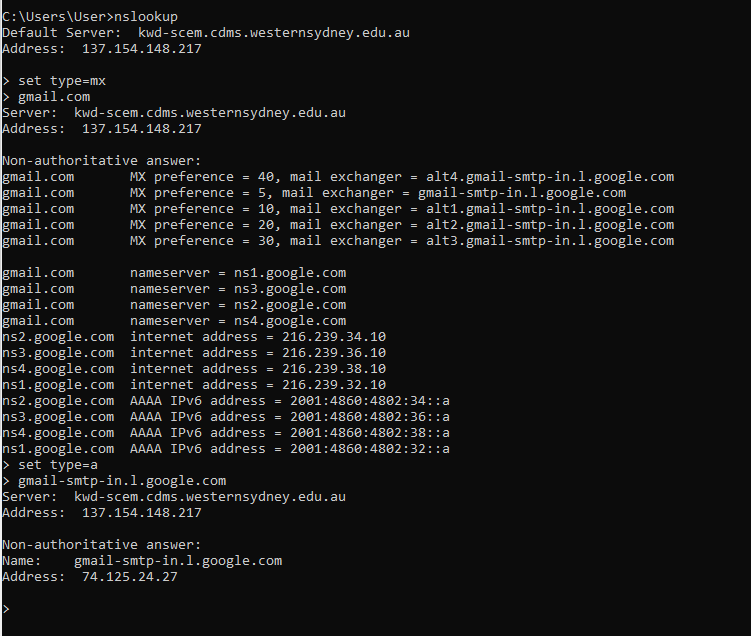 C:\Users\User>nslookup
Default Server:  kwd-scem.cdms.westernsydney.edu.au
Address:  137.154.148.217

> set type=mx
> gmail.com
Server:  kwd-scem.cdms.westernsydney.edu.au
Address:  137.154.148.217

Non-authoritative answer:
gmail.com       MX preference = 40, mail exchanger = alt4.gmail-smtp-in.l.google.com
gmail.com       MX preference = 5, mail exchanger = gmail-smtp-in.l.google.com
gmail.com       MX preference = 10, mail exchanger = alt1.gmail-smtp-in.l.google.com
gmail.com       MX preference = 20, mail exchanger = alt2.gmail-smtp-in.l.google.com
gmail.com       MX preference = 30, mail exchanger = alt3.gmail-smtp-in.l.google.com

gmail.com       nameserver = ns1.google.com
gmail.com       nameserver = ns3.google.com
gmail.com       nameserver = ns2.google.com
gmail.com       nameserver = ns4.google.com
ns2.google.com  internet address = 216.239.34.10
ns3.google.com  internet address = 216.239.36.10
ns4.google.com  internet address = 216.239.38.10
ns1.google.com  internet address = 216.239.32.10
ns2.google.com  AAAA IPv6 address = 2001:4860:4802:34::a
ns3.google.com  AAAA IPv6 address = 2001:4860:4802:36::a
ns4.google.com  AAAA IPv6 address = 2001:4860:4802:38::a
ns1.google.com  AAAA IPv6 address = 2001:4860:4802:32::a
> set type=a
> gmail-smtp-in.l.google.com
Server:  kwd-scem.cdms.westernsydney.edu.au
Address:  137.154.148.217

Non-authoritative answer:
Name:    gmail-smtp-in.l.google.com
Address:  74.125.24.27

>